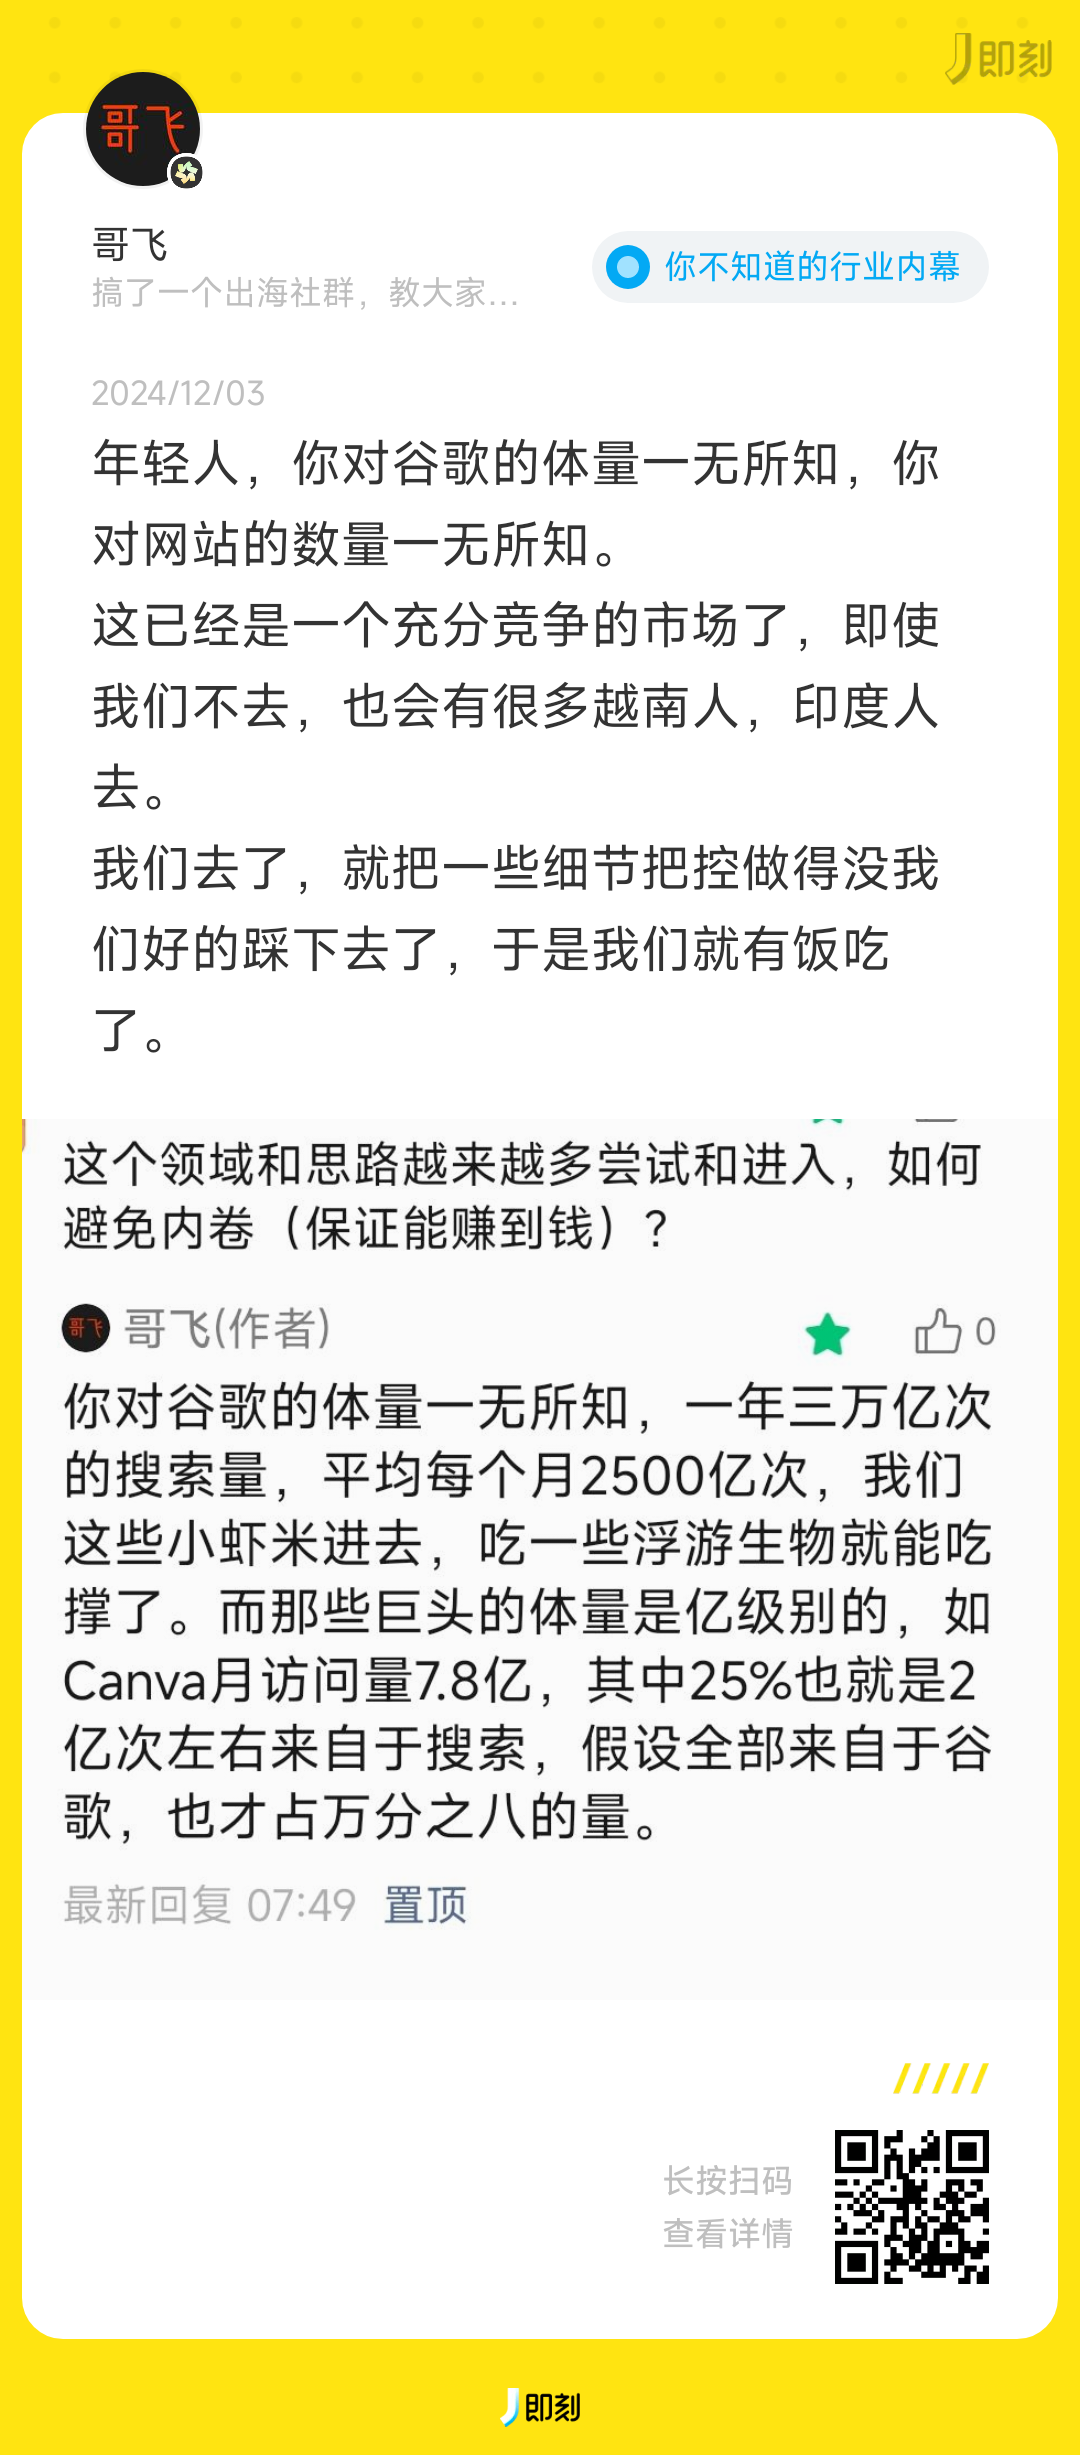 即刻
哥飞
哥飞
搞了一个出海社群，教大家...
你不知道的行业内幕
2024/12/03
年轻人，你对谷歌的体量一无所知，你
对网站的数量一无所知。
这已经是一个充分竞争的市场了，即使
我们不去，也会有很多越南人，印度人
去。
我们去了，就把一些细节把控做得没我
们好的踩下去了，于是我们就有饭吃
了。
这个领域和思路越来越多尝试和进入，如何
避免内卷（保证能赚到钱）？
哥飞
哥飞(作者)
0
你对谷歌的体量一无所知，一年三万亿次
的搜索量，平均每个月2500亿次，我们
这些小虾米进去，吃一些浮游生物就能吃
撑了。而那些巨头的体量是亿级别的，如
Canva月访问量7.8亿，其中25%也就是2
亿次左右来自于搜索，假设全部来自于谷
歌，也才占万分之八的量。
最新回复 07:49 置顶
长按扫码
查看详情
即刻